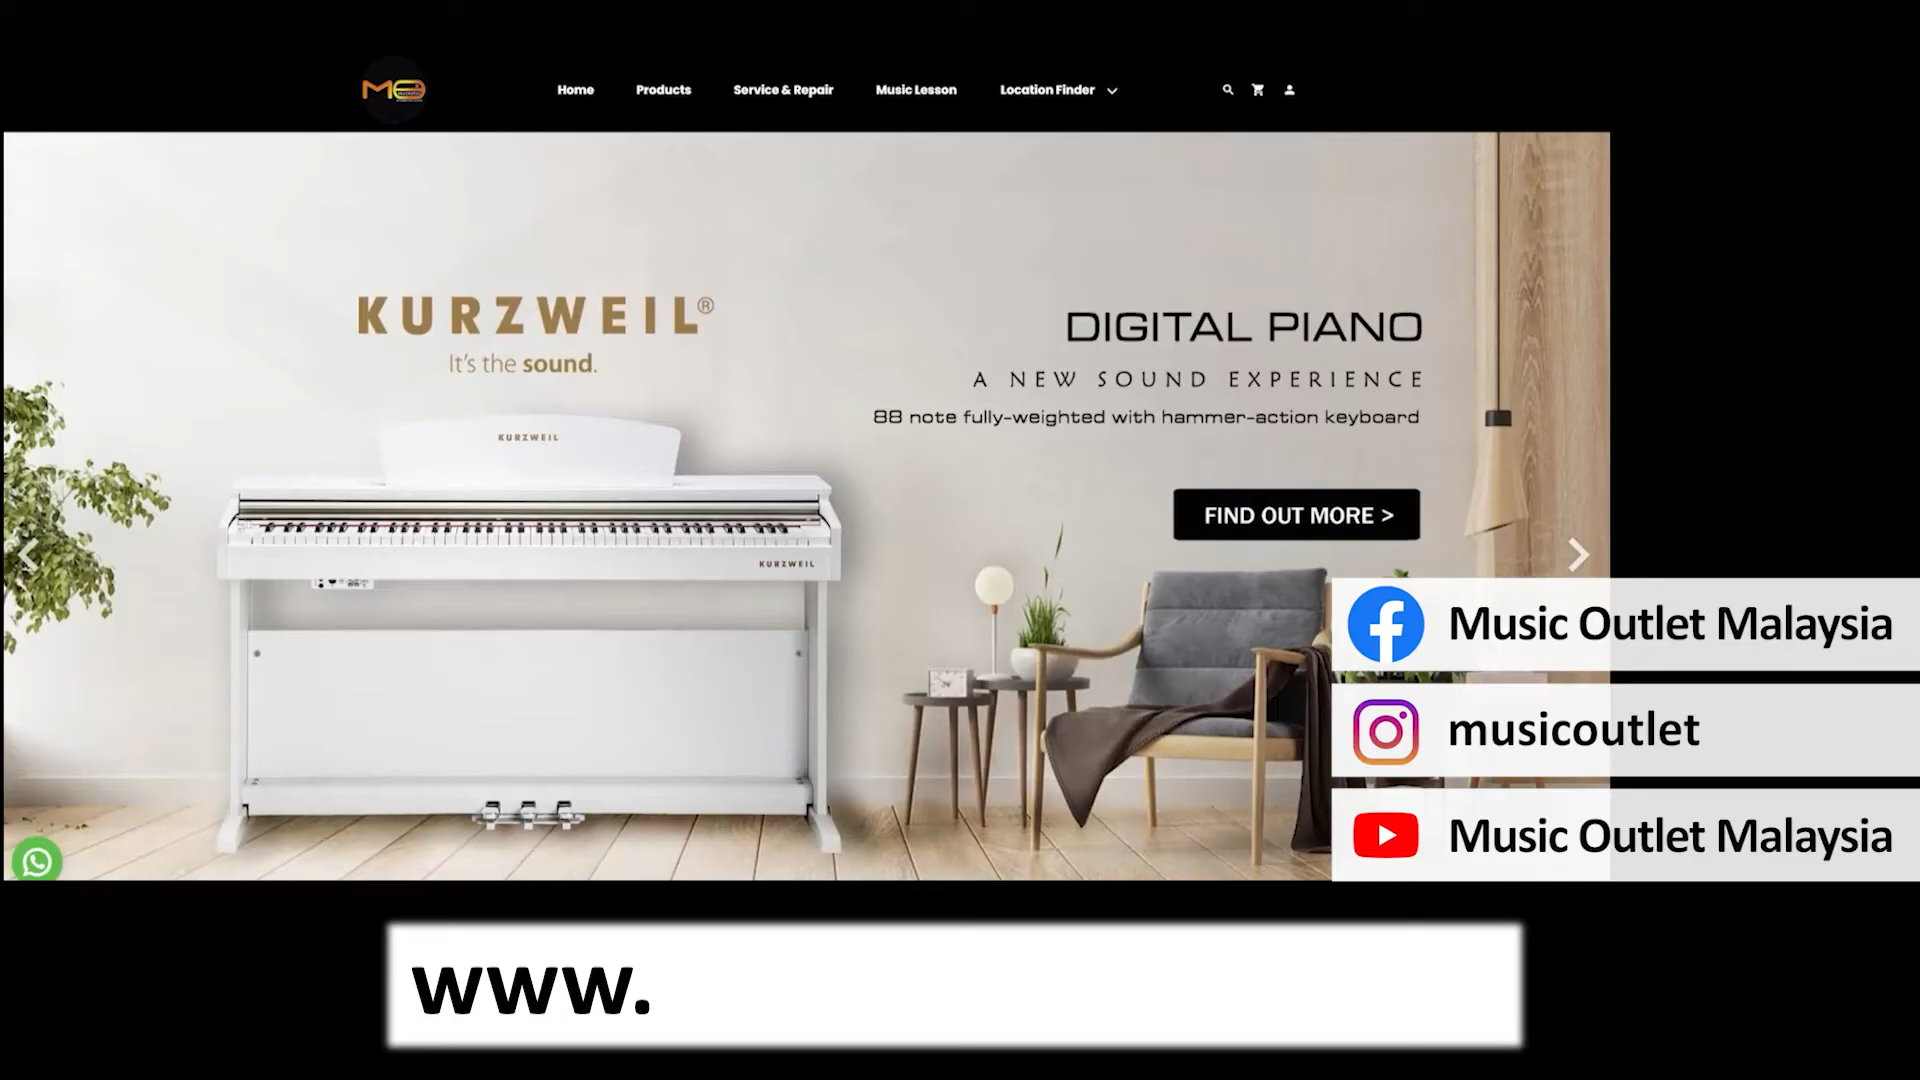 Home Products Service & Repair Music Lesson Location Finder
KURZWEIL®
It's the sound.
DIGITAL PIANO
A NEW SOUND EXPERIENCE
88 note fully-weighted with hammer-action keyboard
KURZWEIL
FIND OUT MORE >
KURZWEIL
Music Outlet Malaysia
musicoutlet
Music Outlet Malaysia
www.